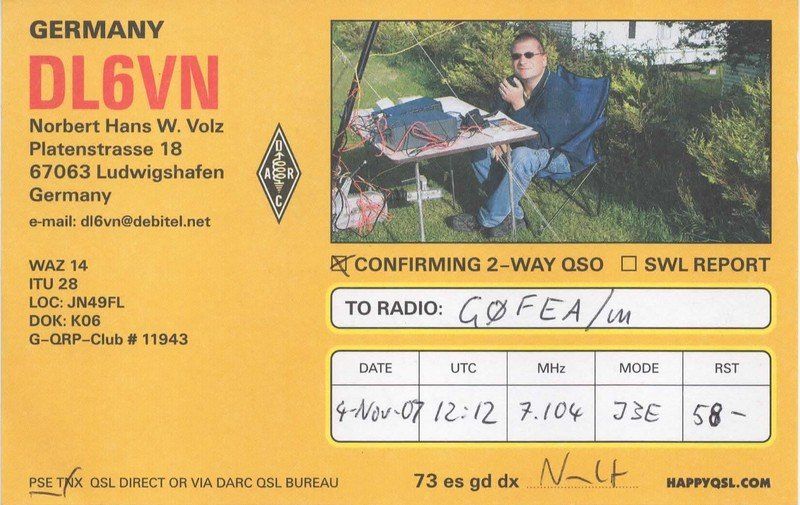 GERMANY
DL6VN
Norbert Hans W. Volz
Platenstrasse 18
67063 Ludwigshafen
Germany
e-mail: dl6vn@debitel.net
D
A R
C
WAZ 14
ITU 28
LOC: JN49FL
DOK: K06
G-QRP-Club # 11943
☒ CONFIRMING 2-WAY QSO ☐ SWL REPORT
TO RADIO: GØFEA/m
DATE UTC MHz MODE RST
4-Nov-07 12:12 7.104 J3E 58-
PSE TNX QSL DIRECT OR VIA DARC QSL BUREAU
73 es gd dx
HAPPYQSL.COM